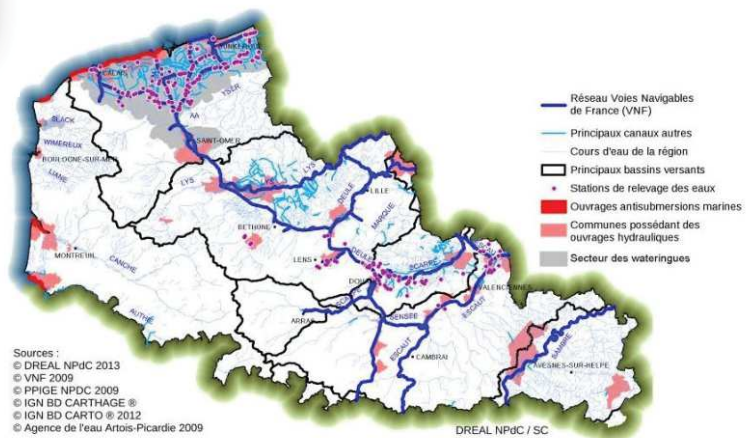 DUNKERQUE
CALAIS
YSER
AA
SLACK
SAINT-OMER
WIMEREUX
BOULOGNE-SUR-MER
LIANE
LYS
LYS
DEULE
LILLE
MARQUE
BETHUNE
LENS
DEULE
MONTREUIL
CANCHE
SCARPE
DOUAI
VALENCIENNES
SCARPE
ESCAUT
AUTHIE
ARRAS
SENSEE
ESCAUT
CAMBRAI
SAMBRE
AVESNES-SUR-HELPE
Réseau Voies Navigables
de France (VNF)
Principaux canaux autres
Cours d'eau de la région
Principaux bassins versants
Stations de relevage des eaux
Ouvrages antisubmersions marines
Communes possédant des
ouvrages hydrauliques
Secteur des wateringues
Sources :
© DREAL NPdC 2013
© VNF 2009
© PPIGE NPDC 2009
© IGN BD CARTHAGE ®
© IGN BD CARTO ® 2012
© Agence de l'eau Artois-Picardie 2009
DREAL NPdC / SC